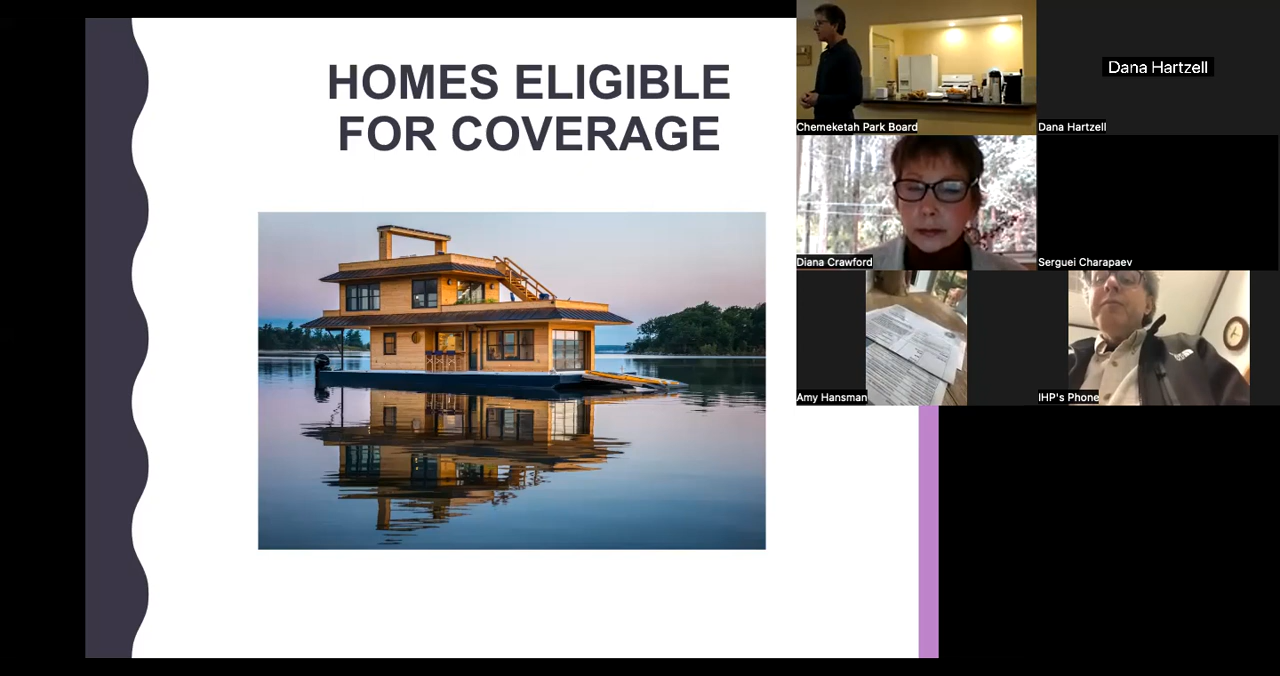 HOMES ELIGIBLE
FOR COVERAGE
Chemeketah Park Board
Dana Hartzell
Dana Hartzell
Diana Crawford
Serguei Charapaev
Amy Hansman
IHP's Phone